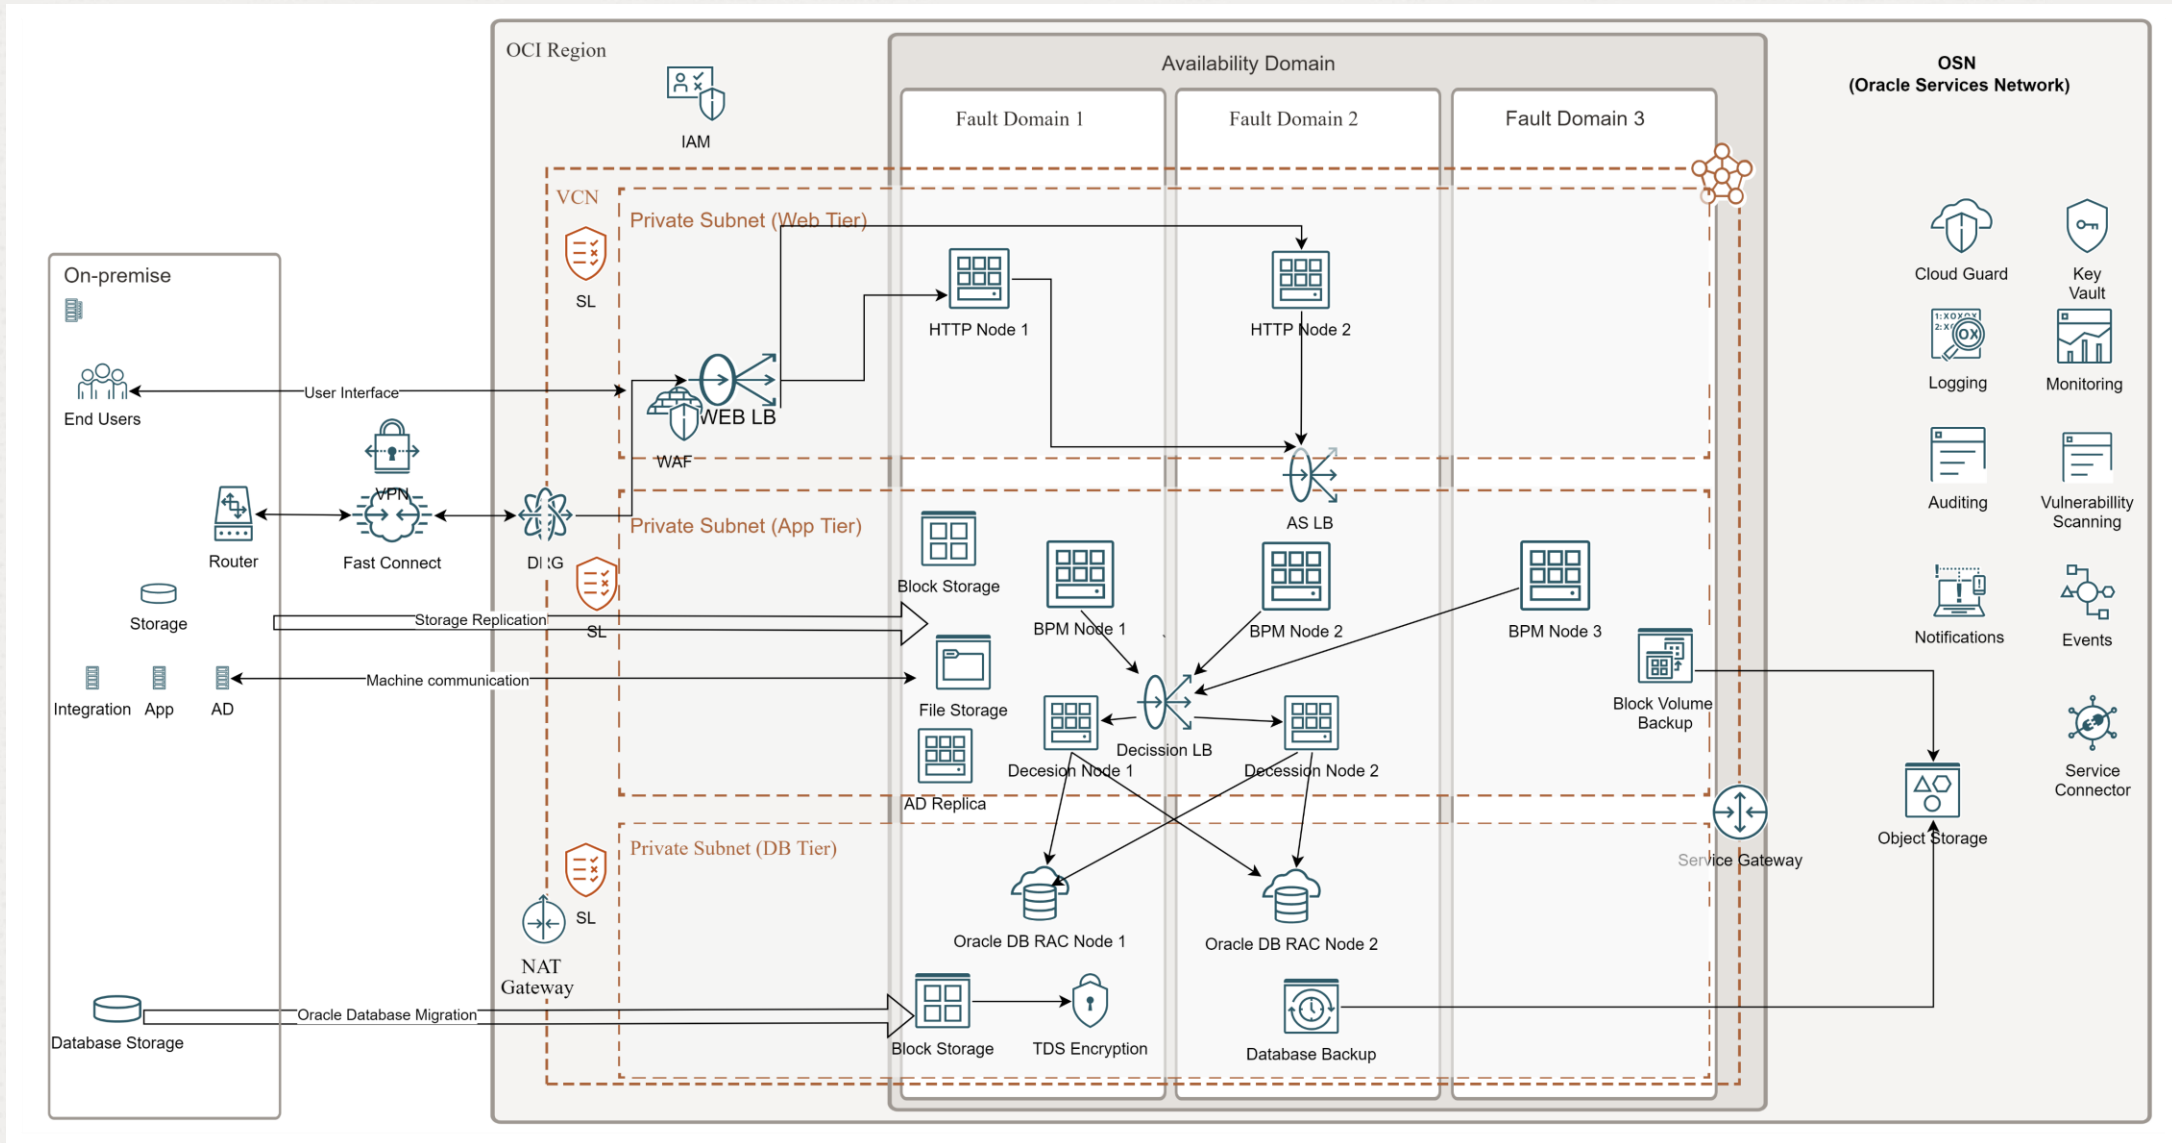 OCI Region
Availability Domain
OSN
(Oracle Services Network)
Fault Domain 1
Fault Domain 2
Fault Domain 3
IAM
VCN
Private Subnet (Web Tier)
SL
On-premise
HTTP Node 1
HTTP Node 2
Cloud Guard
Key
Vault
End Users
User Interface
WEB LB
WAF
Logging
Monitoring
VPN
Router
Fast Connect
DRG
AS LB
Private Subnet (App Tier)
Block Storage
Auditing
Vulnerabillity
Scanning
Storage
Storage Replication
SL
BPM Node 1
BPM Node 2
BPM Node 3
Notifications
Events
Integration
App
AD
Machine communication
File Storage
Decission LB
Block Volume
Backup
Decesion Node 1
Decession Node 2
AD Replica
Service
Connector
Private Subnet (DB Tier)
Service Gateway
Object Storage
SL
NAT
Gateway
Oracle DB RAC Node 1
Oracle DB RAC Node 2
Database Storage
Oracle Database Migration
Block Storage
TDS Encryption
Database Backup